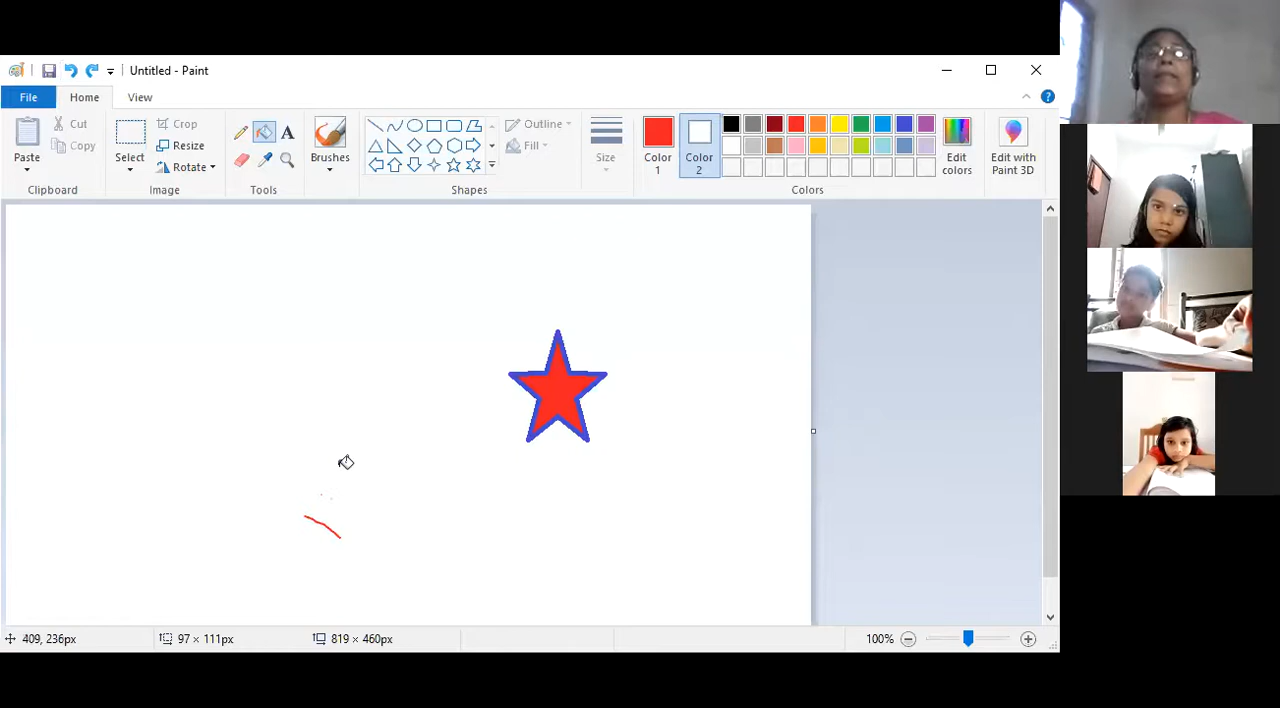 Untitled - Paint
File Home View
Cut
Copy
Paste
Clipboard
Select
Crop
Resize
Rotate
Image
A
Tools
Brushes
Outline
Fill
Shapes
Size
Color 1
Color 2
Edit colors
Colors
Edit with Paint 3D
409, 236px
97 × 111px
819 × 460px
100%